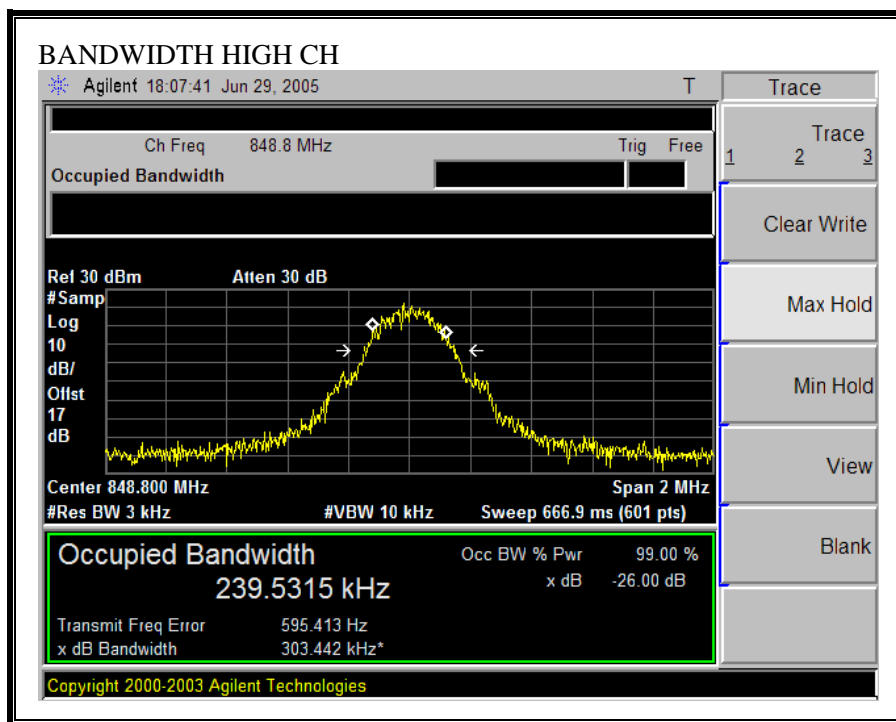 BANDWIDTH HIGH CH
Agilent 18:07:41 Jun 29, 2005 T
Trace
Ch Freq 848.8 MHz Trig Free
Occupied Bandwidth
Trace
1 2 3
Clear Write
Max Hold
Min Hold
View
Blank
Ref 30 dBm Atten 30 dB
#Samp
Log
10
dB/
Offst
17
dB
Center 848.800 MHz Span 2 MHz
#Res BW 3 kHz #VBW 10 kHz Sweep 666.9 ms (601 pts)
Occupied Bandwidth
239.5315 kHz
Occ BW % Pwr 99.00 %
x dB -26.00 dB
Transmit Freq Error 595.413 Hz
x dB Bandwidth 303.442 kHz*
Copyright 2000-2003 Agilent Technologies